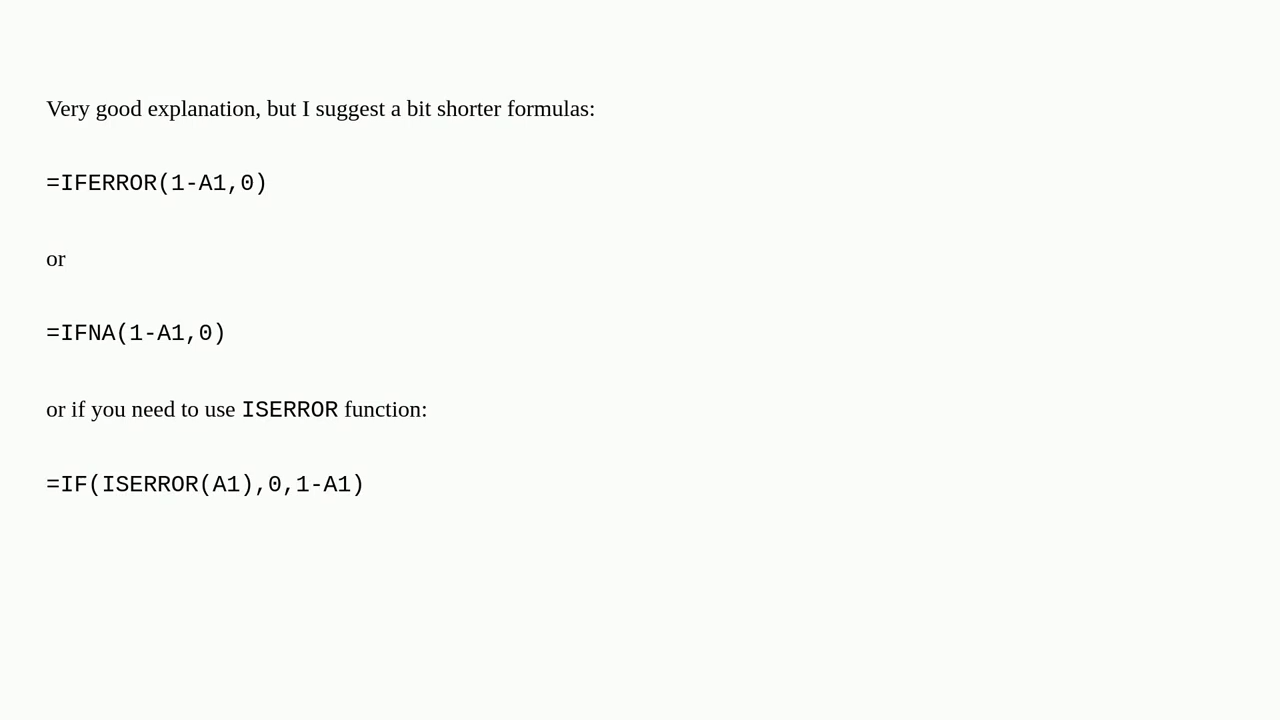 Very good explanation, but I suggest a bit shorter formulas:
=IFERROR(1-A1,0)
or
=IFNA(1-A1,0)
or if you need to use ISERROR function:
=IF(ISERROR(A1),0,1-A1)